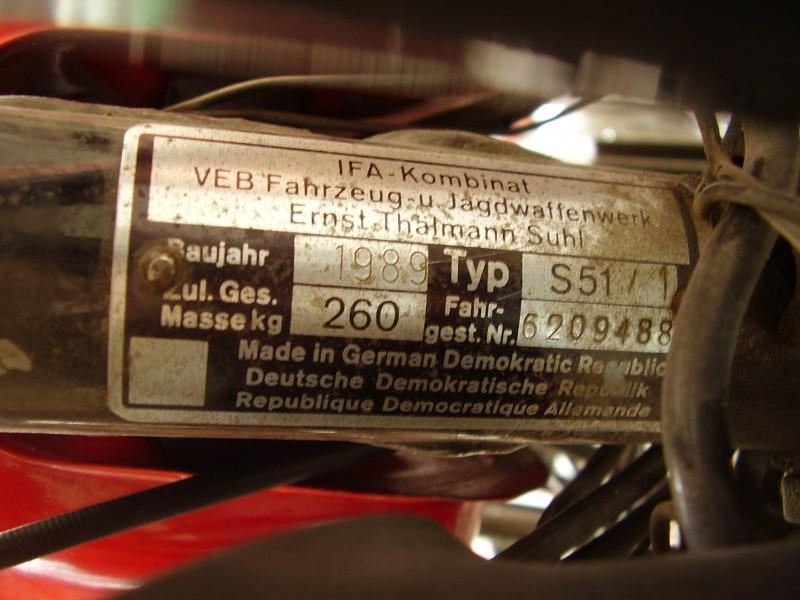 IFA-Kombinat
VEB Fahrzeug-u. Jagdwaffenwerk
Ernst Thälmann Suhl
Baujahr 1989 Typ S51/1
Zul. Ges.
Masse kg 260 Fahr-
gest. Nr. 6209488
Made in German Demokratic Republic
Deutsche Demokratische Republik
Republique Democratique Allemande